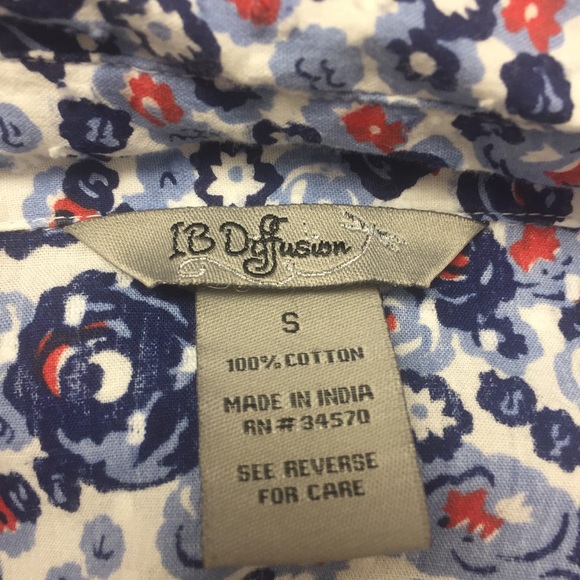 IB Diffusion
S
100% COTTON
MADE IN INDIA
RN # 34570
SEE REVERSE
FOR CARE